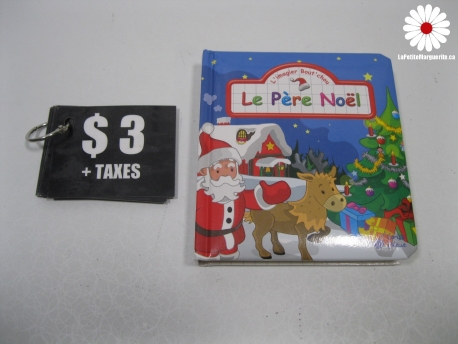 LaPetiteMarguerite.ca
L'imagier Bout'chou
Le Père Noël
$3
+ TAXES